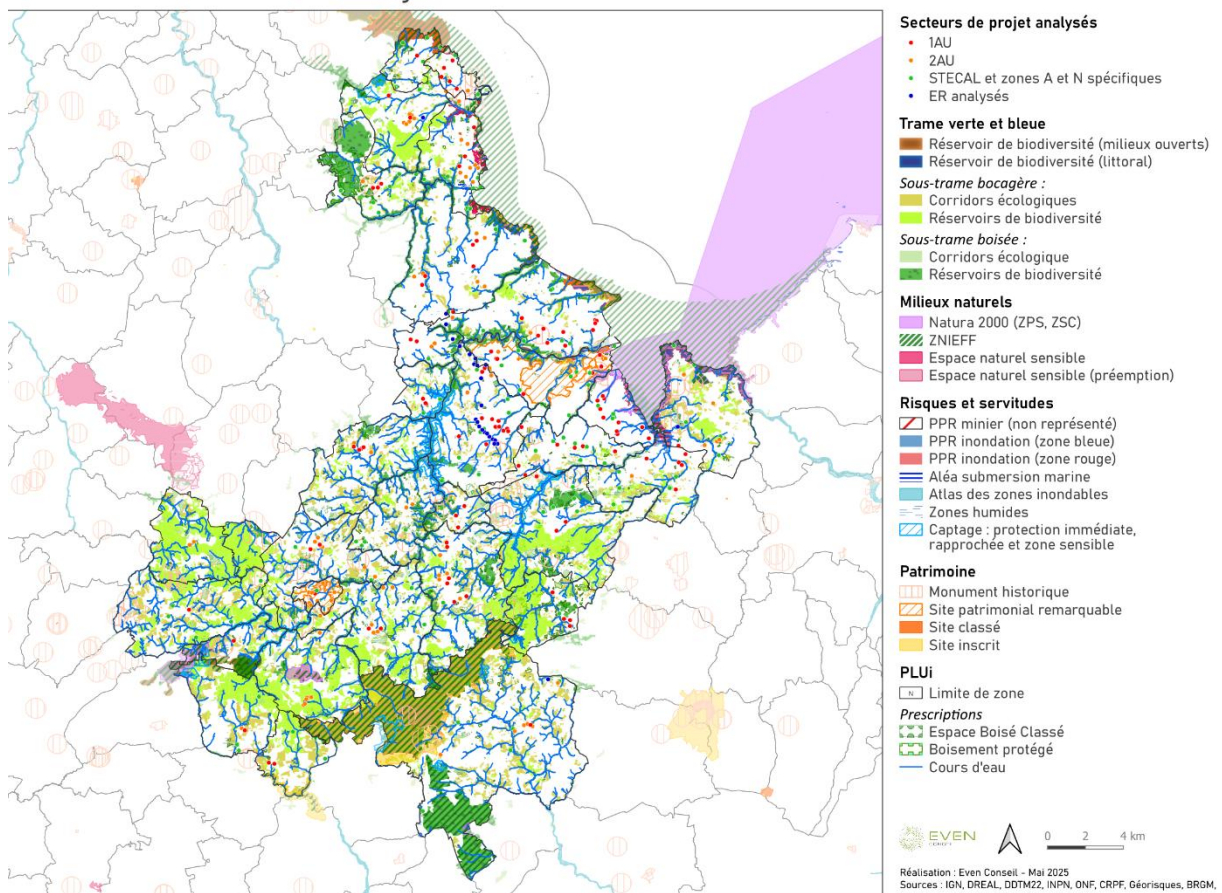 Secteurs de projet analysés
1AU
2AU
STECAL et zones A et N spécifiques
ER analysés
Trame verte et bleue
Réservoir de biodiversité (milieux ouverts)
Réservoir de biodiversité (littoral)
Sous-trame bocagère :
Corridors écologiques
Réservoirs de biodiversité
Sous-trame boisée :
Corridors écologique
Réservoirs de biodiversité
Milieux naturels
Natura 2000 (ZPS, ZSC)
ZNIEFF
Espace naturel sensible
Espace naturel sensible (préemption)
Risques et servitudes
PPR minier (non représenté)
PPR inondation (zone bleue)
PPR inondation (zone rouge)
Aléa submersion marine
Atlas des zones inondables
Zones humides
Captage : protection immédiate,
rapprochée et zone sensible
Patrimoine
Monument historique
Site patrimonial remarquable
Site classé
Site inscrit
PLUi
N Limite de zone
Prescriptions
Espace Boisé Classé
Boisement protégé
Cours d'eau
EVEN
CONSEIL
0 2 4 km
Réalisation : Even Conseil - Mai 2025
Sources : IGN, DREAL, DDTM22, INPN, ONF, CRPF, Géorisques, BRGM,